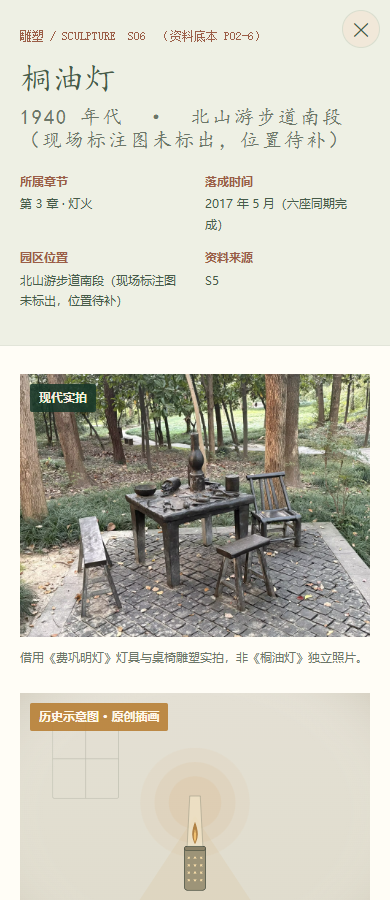 雕塑 / SCULPTURE S06 （资料底本 P02-6）
桐油灯
1940 年代 • 北山游步道南段
（现场标注图未标出，位置待补）
所属章节
第 3 章 · 灯火
落成时间
2017 年 5 月（六座同期完
成）
园区位置
北山游步道南段（现场标注图
未标出，位置待补）
资料来源
S5
现代实拍
借用《费巩明灯》灯具与桌椅雕塑实拍，非《桐油灯》独立照片。
历史示意图 • 原创插画